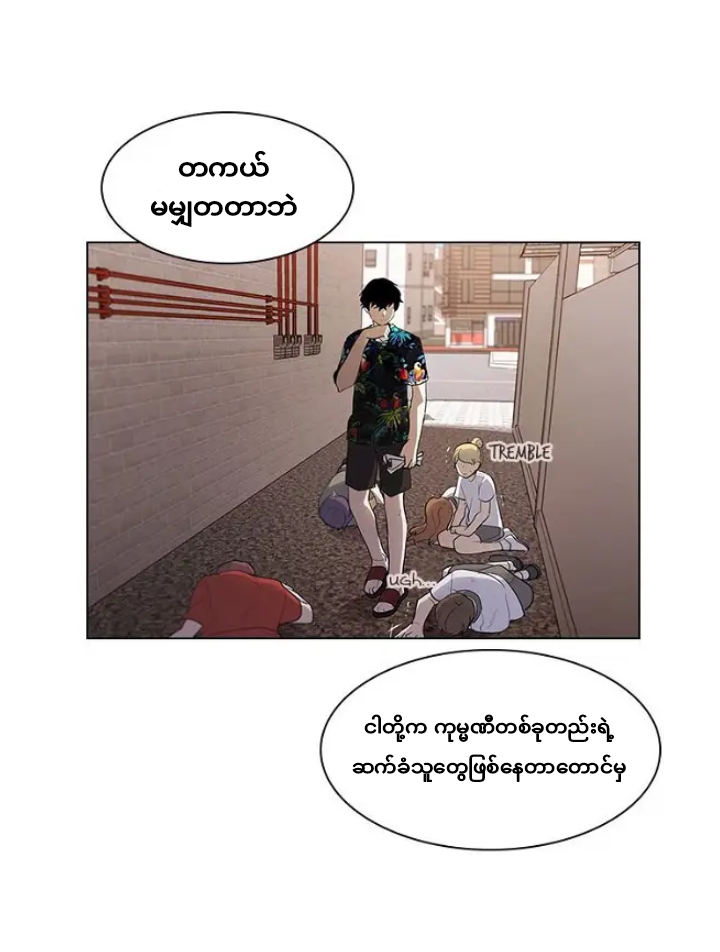 တကယ်
မမျှတတာဘဲ
TREMBLE
UGH...
ငါတို့က ကုမ္မဏီတစ်ခုတည်းရဲ့
ဆက်ခံသူတွေဖြစ်နေတာတောင်မှ